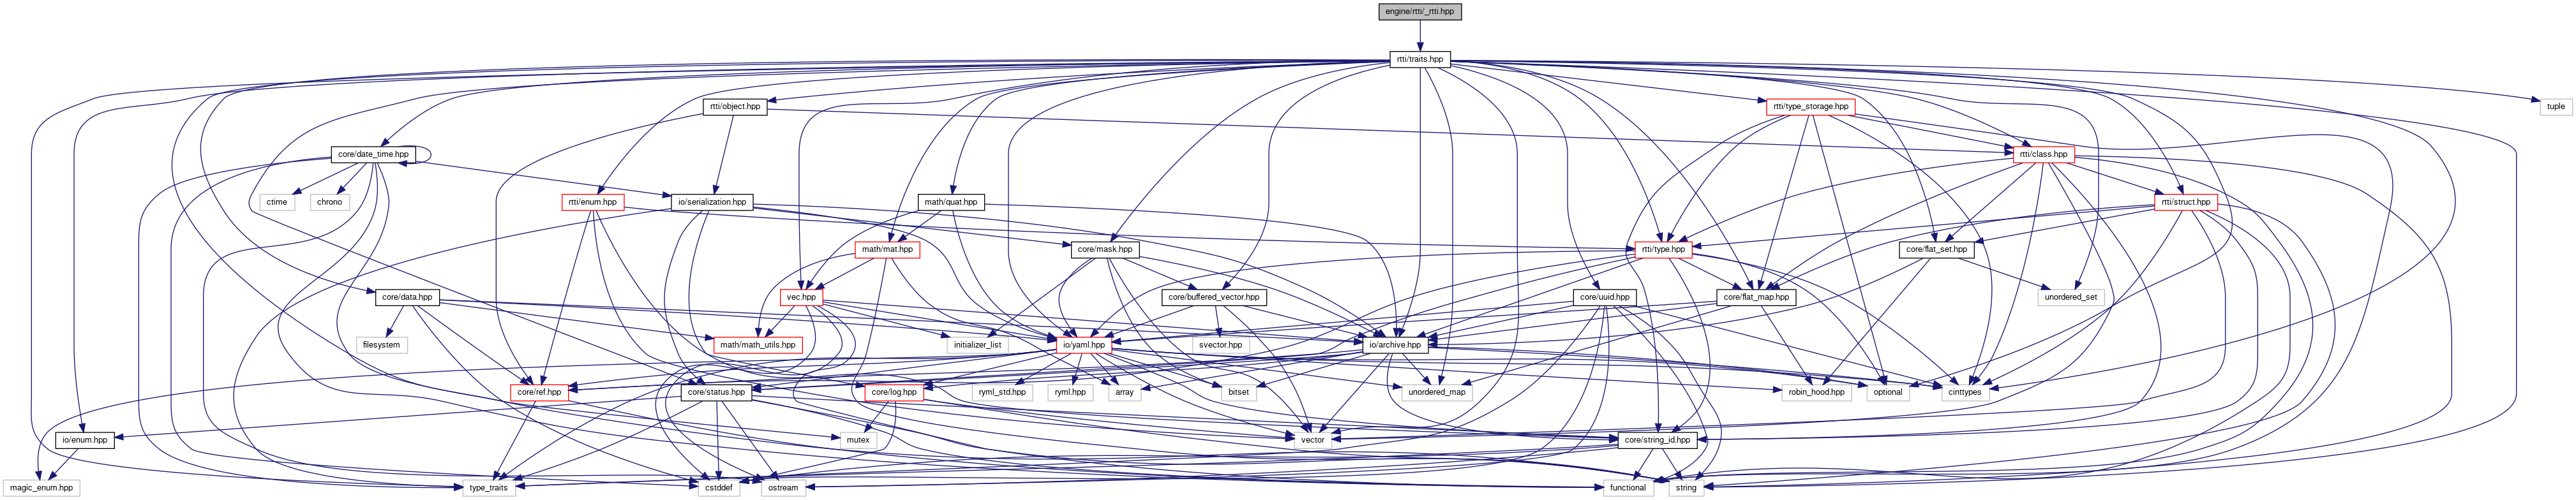 engine/rtti/_rtti.hpp
rtti/traits.hpp
rtti/object.hpp
rtti/type_storage.hpp
tuple
core/date_time.hpp
rtti/class.hpp
ctime
chrono
rtti/enum.hpp
io/serialization.hpp
math/quat.hpp
rtti/struct.hpp
math/mat.hpp
core/mask.hpp
rtti/type.hpp
core/flat_set.hpp
core/data.hpp
vec.hpp
core/buffered_vector.hpp
core/uuid.hpp
core/flat_map.hpp
unordered_set
filesystem
math/math_utils.hpp
initializer_list
io/yaml.hpp
svector.hpp
io/archive.hpp
core/ref.hpp
core/status.hpp
core/log.hpp
ryml_std.hpp
ryml.hpp
array
bitset
unordered_map
robin_hood.hpp
optional
cinttypes
io/enum.hpp
mutex
vector
core/string_id.hpp
magic_enum.hpp
type_traits
cstddef
ostream
functional
string